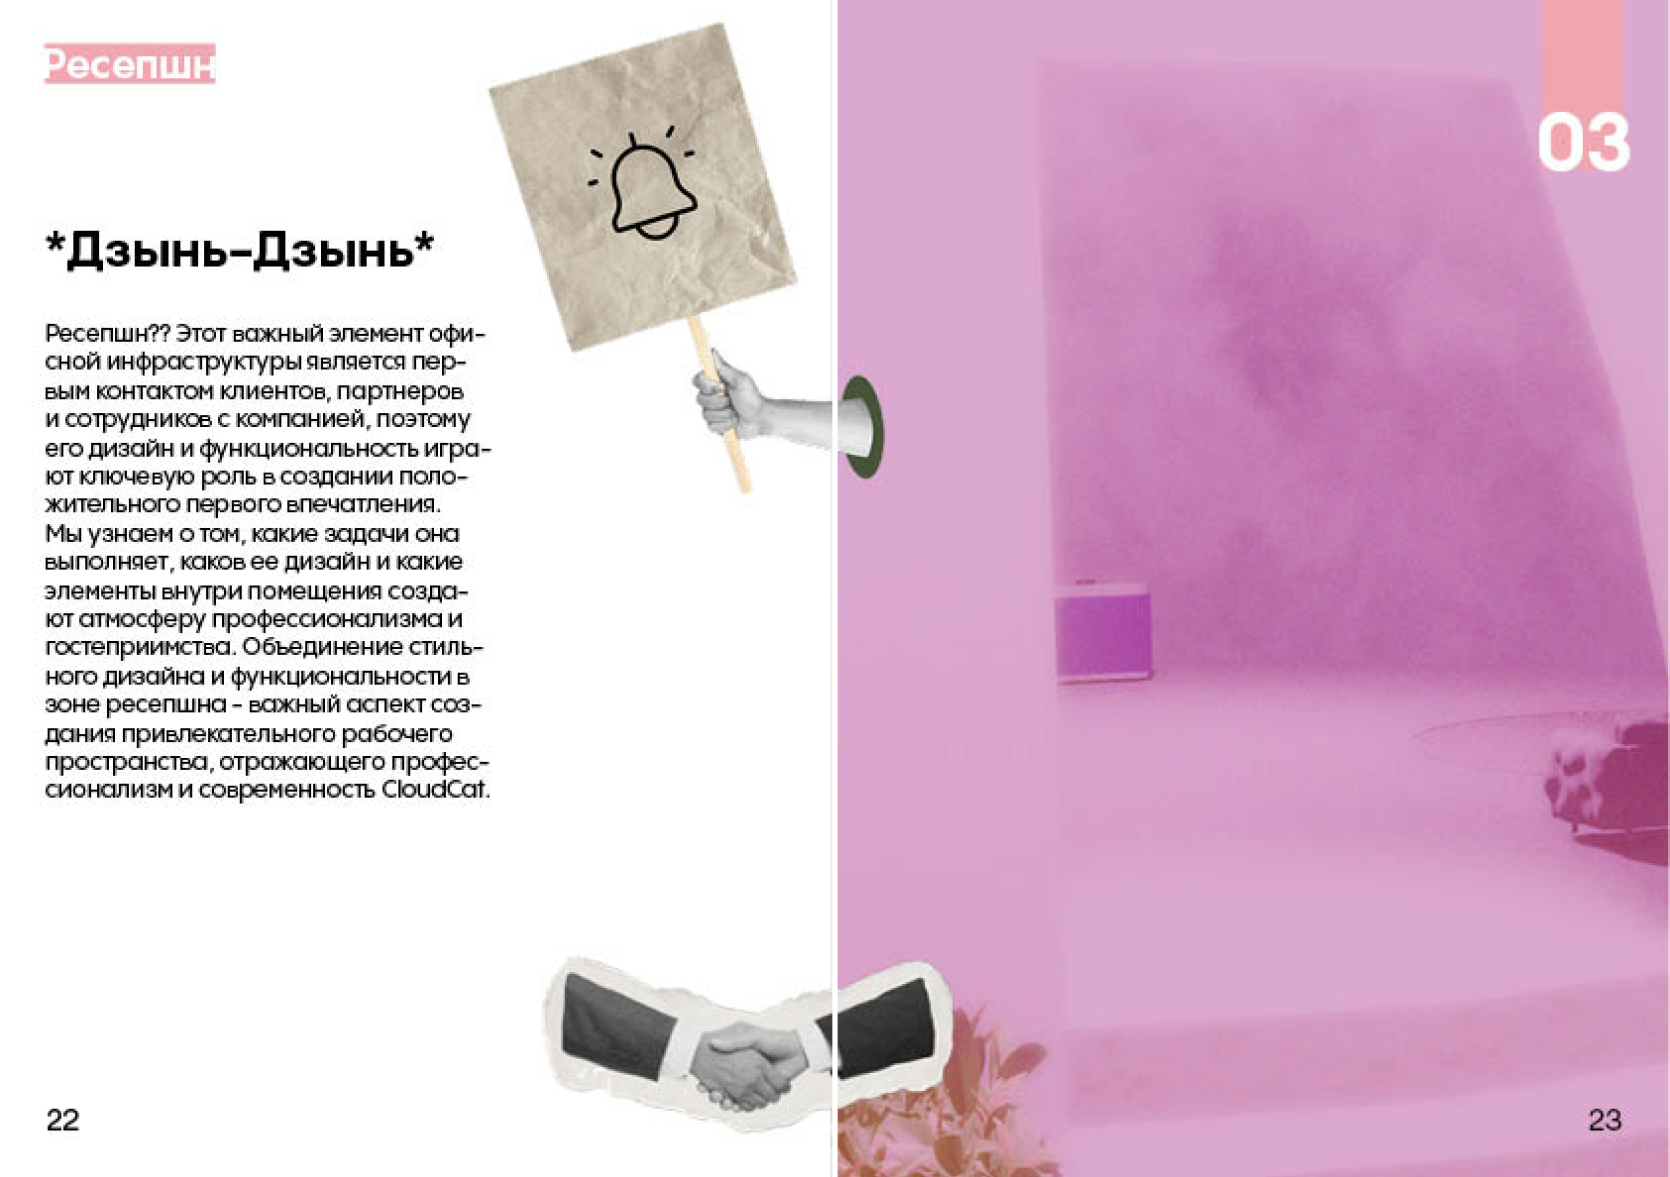 Ресепшн
03
*Дзынь-Дзынь*
Ресепшн?? Этот важный элемент офи-
сной инфраструктуры является пер-
вым контактом клиентов, партнеров
и сотрудников с компанией, поэтому
его дизайн и функциональность игра-
ют ключевую роль в создании поло-
жительного первого впечатления.
Мы узнаем о том, какие задачи она
выполняет, каков ее дизайн и какие
элементы внутри помещения созда-
ют атмосферу профессионализма и
гостеприимства. Объединение стиль-
ного дизайна и функциональности в
зоне ресепшна - важный аспект соз-
дания привлекательного рабочего
пространства, отражающего профес-
сионализм и современность CloudCat.
22
23